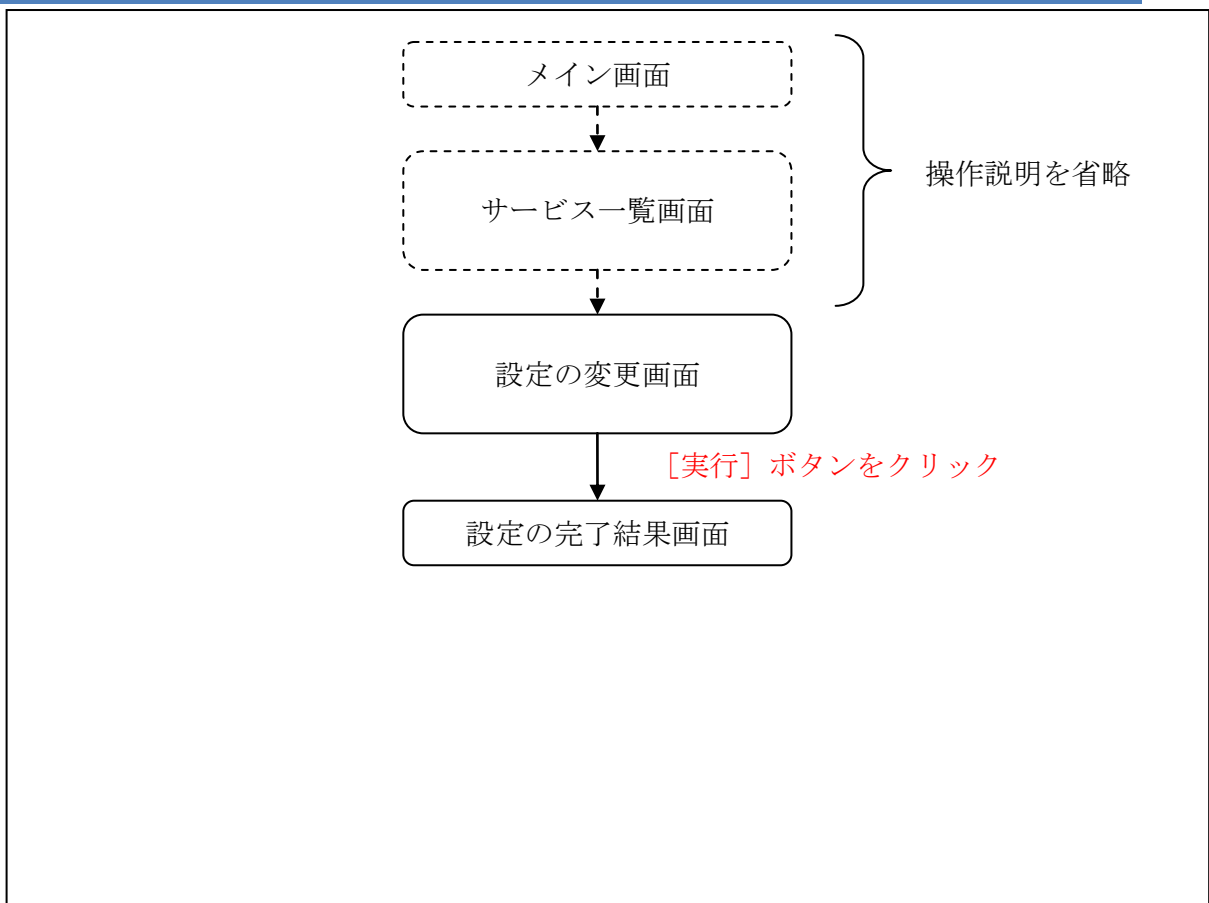 メイン画面
操作説明を省略
サービス一覧画面
設定の変更画面
［実行］ボタンをクリック
設定の完了結果画面